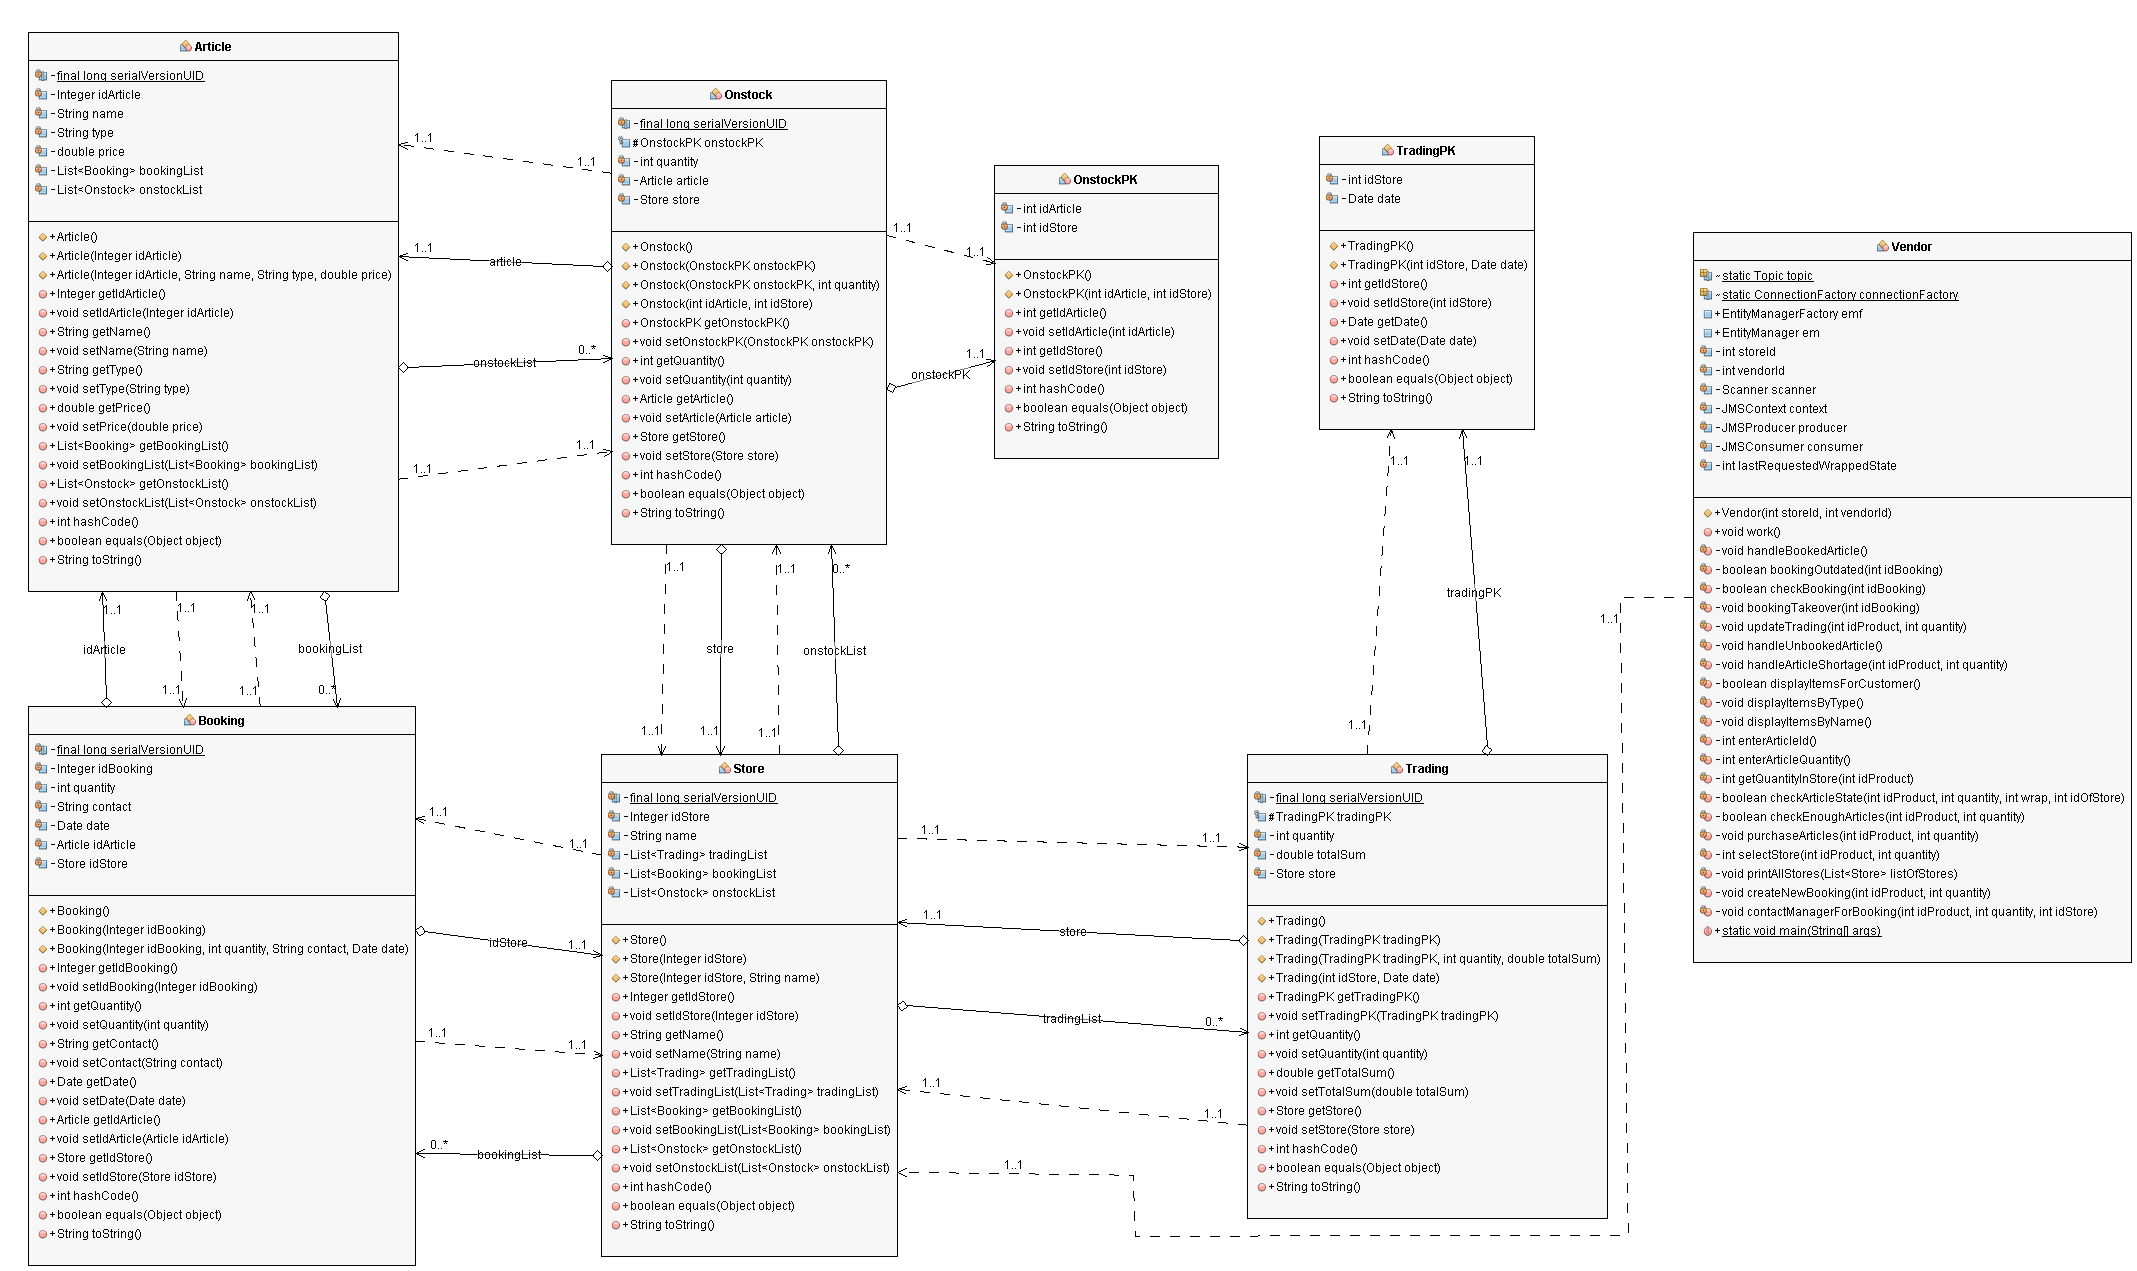 Article
-final long serialVersionUID
-Integer idArticle
-String name
-String type
-double price
-List<Booking> bookingList
-List<Onstock> onstockList
+Article()
+Article(Integer idArticle)
+Article(Integer idArticle, String name, String type, double price)
+Integer getIdArticle()
+void setIdArticle(Integer idArticle)
+String getName()
+void setName(String name)
+String getType()
+void setType(String type)
+double getPrice()
+void setPrice(double price)
+List<Booking> getBookingList()
+void setBookingList(List<Booking> bookingList)
+List<Onstock> getOnstockList()
+void setOnstockList(List<Onstock> onstockList)
+int hashCode()
+boolean equals(Object object)
+String toString()
1..1
1..1
1..1
article
onstockList
0..*
1..1
1..1
Onstock
-final long serialVersionUID
#OnstockPK onstockPK
-int quantity
-Article article
-Store store
+Onstock()
+Onstock(OnstockPK onstockPK)
+Onstock(OnstockPK onstockPK, int quantity)
+Onstock(int idArticle, int idStore)
+OnstockPK getOnstockPK()
+void setOnstockPK(OnstockPK onstockPK)
+int getQuantity()
+void setQuantity(int quantity)
+Article getArticle()
+void setArticle(Article article)
+Store getStore()
+void setStore(Store store)
+int hashCode()
+boolean equals(Object object)
+String toString()
1..1
1..1
1..1
onstockPK
OnstockPK
-int idArticle
-int idStore
+OnstockPK()
+OnstockPK(int idArticle, int idStore)
+int getIdArticle()
+void setIdArticle(int idArticle)
+int getIdStore()
+void setIdStore(int idStore)
+int hashCode()
+boolean equals(Object object)
+String toString()
TradingPK
-int idStore
-Date date
+TradingPK()
+TradingPK(int idStore, Date date)
+int getIdStore()
+void setIdStore(int idStore)
+Date getDate()
+void setDate(Date date)
+int hashCode()
+boolean equals(Object object)
+String toString()
1..1
1..1
tradingPK
1..1
Vendor
~static Topic topic
~static ConnectionFactory connectionFactory
+EntityManagerFactory emf
+EntityManager em
-int storeId
-int vendorId
-Scanner scanner
-JMSContext context
-JMSProducer producer
-JMSConsumer consumer
-int lastRequestedWrappedState
+Vendor(int storeId, int vendorId)
+void work()
-void handleBookedArticle()
-boolean bookingOutdated(int idBooking)
-boolean checkBooking(int idBooking)
-void bookingTakeover(int idBooking)
-void updateTrading(int idProduct, int quantity)
-void handleUnbookedArticle()
-void handleArticleShortage(int idProduct, int quantity)
-boolean displayItemsForCustomer()
-void displayItemsByType()
-void displayItemsByName()
-int enterArticleId()
-int enterArticleQuantity()
-int getQuantityInStore(int idProduct)
-boolean checkArticleState(int idProduct, int quantity, int wrap, int idOfStore)
-boolean checkEnoughArticles(int idProduct, int quantity)
-void purchaseArticles(int idProduct, int quantity)
-int selectStore(int idProduct, int quantity)
-void printAllStores(List<Store> listOfStores)
-void createNewBooking(int idProduct, int quantity)
-void contactManagerForBooking(int idProduct, int quantity, int idStore)
+static void main(String[] args)
1..1
1..1
1..1
1..1
idArticle
bookingList
1..1
1..1
0..*
1..1
1..1
0..*
store
onstockList
1..1
1..1
1..1
Booking
-final long serialVersionUID
-Integer idBooking
-int quantity
-String contact
-Date date
-Article idArticle
-Store idStore
+Booking()
+Booking(Integer idBooking)
+Booking(Integer idBooking, int quantity, String contact, Date date)
+Integer getIdBooking()
+void setIdBooking(Integer idBooking)
+int getQuantity()
+void setQuantity(int quantity)
+String getContact()
+void setContact(String contact)
+Date getDate()
+void setDate(Date date)
+Article getIdArticle()
+void setIdArticle(Article idArticle)
+Store getIdStore()
+void setIdStore(Store idStore)
+int hashCode()
+boolean equals(Object object)
+String toString()
1..1
1..1
idStore
1..1
1..1
1..1
0..*
bookingList
Store
-final long serialVersionUID
-Integer idStore
-String name
-List<Trading> tradingList
-List<Booking> bookingList
-List<Onstock> onstockList
+Store()
+Store(Integer idStore)
+Store(Integer idStore, String name)
+Integer getIdStore()
+void setIdStore(Integer idStore)
+String getName()
+void setName(String name)
+List<Trading> getTradingList()
+void setTradingList(List<Trading> tradingList)
+List<Booking> getBookingList()
+void setBookingList(List<Booking> bookingList)
+List<Onstock> getOnstockList()
+void setOnstockList(List<Onstock> onstockList)
+int hashCode()
+boolean equals(Object object)
+String toString()
1..1
1..1
1..1
store
tradingList
0..*
1..1
1..1
1..1
Trading
-final long serialVersionUID
#TradingPK tradingPK
-int quantity
-double totalSum
-Store store
+Trading()
+Trading(TradingPK tradingPK)
+Trading(TradingPK tradingPK, int quantity, double totalSum)
+Trading(int idStore, Date date)
+TradingPK getTradingPK()
+void setTradingPK(TradingPK tradingPK)
+int getQuantity()
+void setQuantity(int quantity)
+double getTotalSum()
+void setTotalSum(double totalSum)
+Store getStore()
+void setStore(Store store)
+int hashCode()
+boolean equals(Object object)
+String toString()